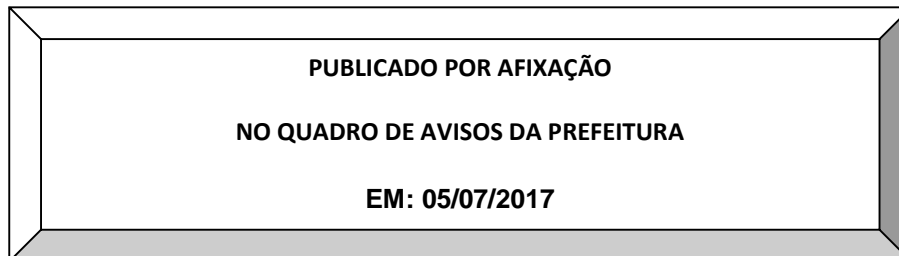 PUBLICADO POR AFIXAÇÃO
NO QUADRO DE AVISOS DA PREFEITURA
EM: 05/07/2017